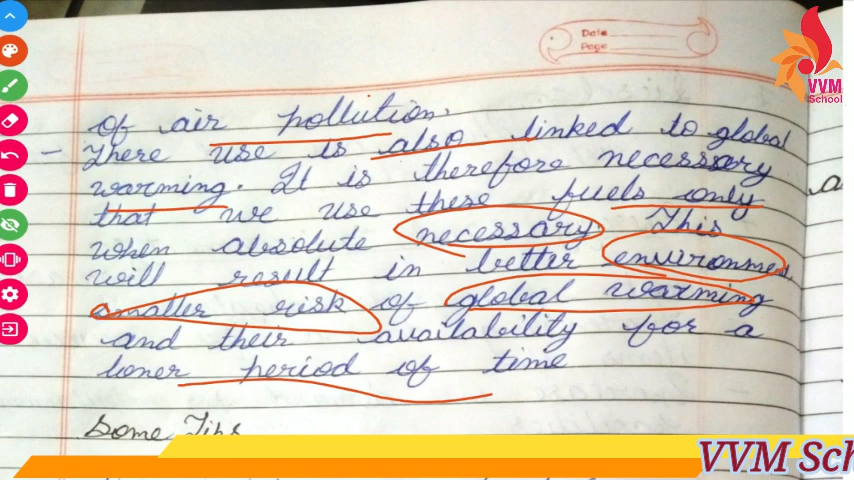 Date
Page
VVM
School
of air pollution.
- There use is also linked to global
warming. It is therefore necessary
that we use these fuels only
when absolute necessary. This
will result in better environmen
smaller risk of global warming
and their availability for a
loner period of time
Some Tips
VVM Sch